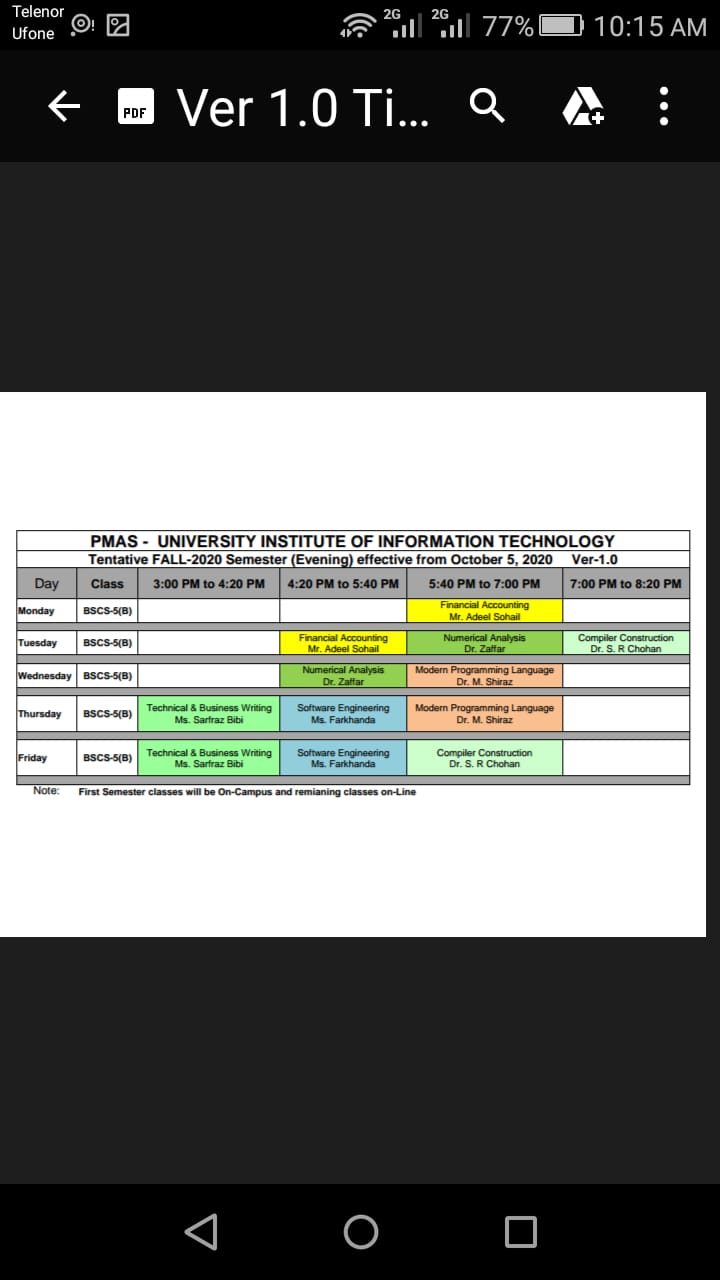 Telenor
Ufone
2G 2G 77% 10:15 AM
PDF Ver 1.0 Ti...
PMAS - UNIVERSITY INSTITUTE OF INFORMATION TECHNOLOGY
Tentative FALL-2020 Semester (Evening) effective from October 5, 2020 Ver-1.0
Day Class 3:00 PM to 4:20 PM 4:20 PM to 5:40 PM 5:40 PM to 7:00 PM 7:00 PM to 8:20 PM
Monday BSCS-5(B) Financial Accounting
Mr. Adeel Sohail
Tuesday BSCS-5(B) Financial Accounting Numerical Analysis Compiler Construction
Mr. Adeel Sohail Dr. Zaffar Dr. S. R Chohan
Wednesday BSCS-5(B) Numerical Analysis Modern Programming Language
Dr. Zaffar Dr. M. Shiraz
Thursday BSCS-5(B) Technical & Business Writing Software Engineering Modern Programming Language
Ms. Sarfraz Bibi Ms. Farkhanda Dr. M. Shiraz
Friday BSCS-5(B) Technical & Business Writing Software Engineering Compiler Construction
Ms. Sarfraz Bibi Ms. Farkhanda Dr. S. R Chohan
Note: First Semester classes will be On-Campus and remianing classes on-Line